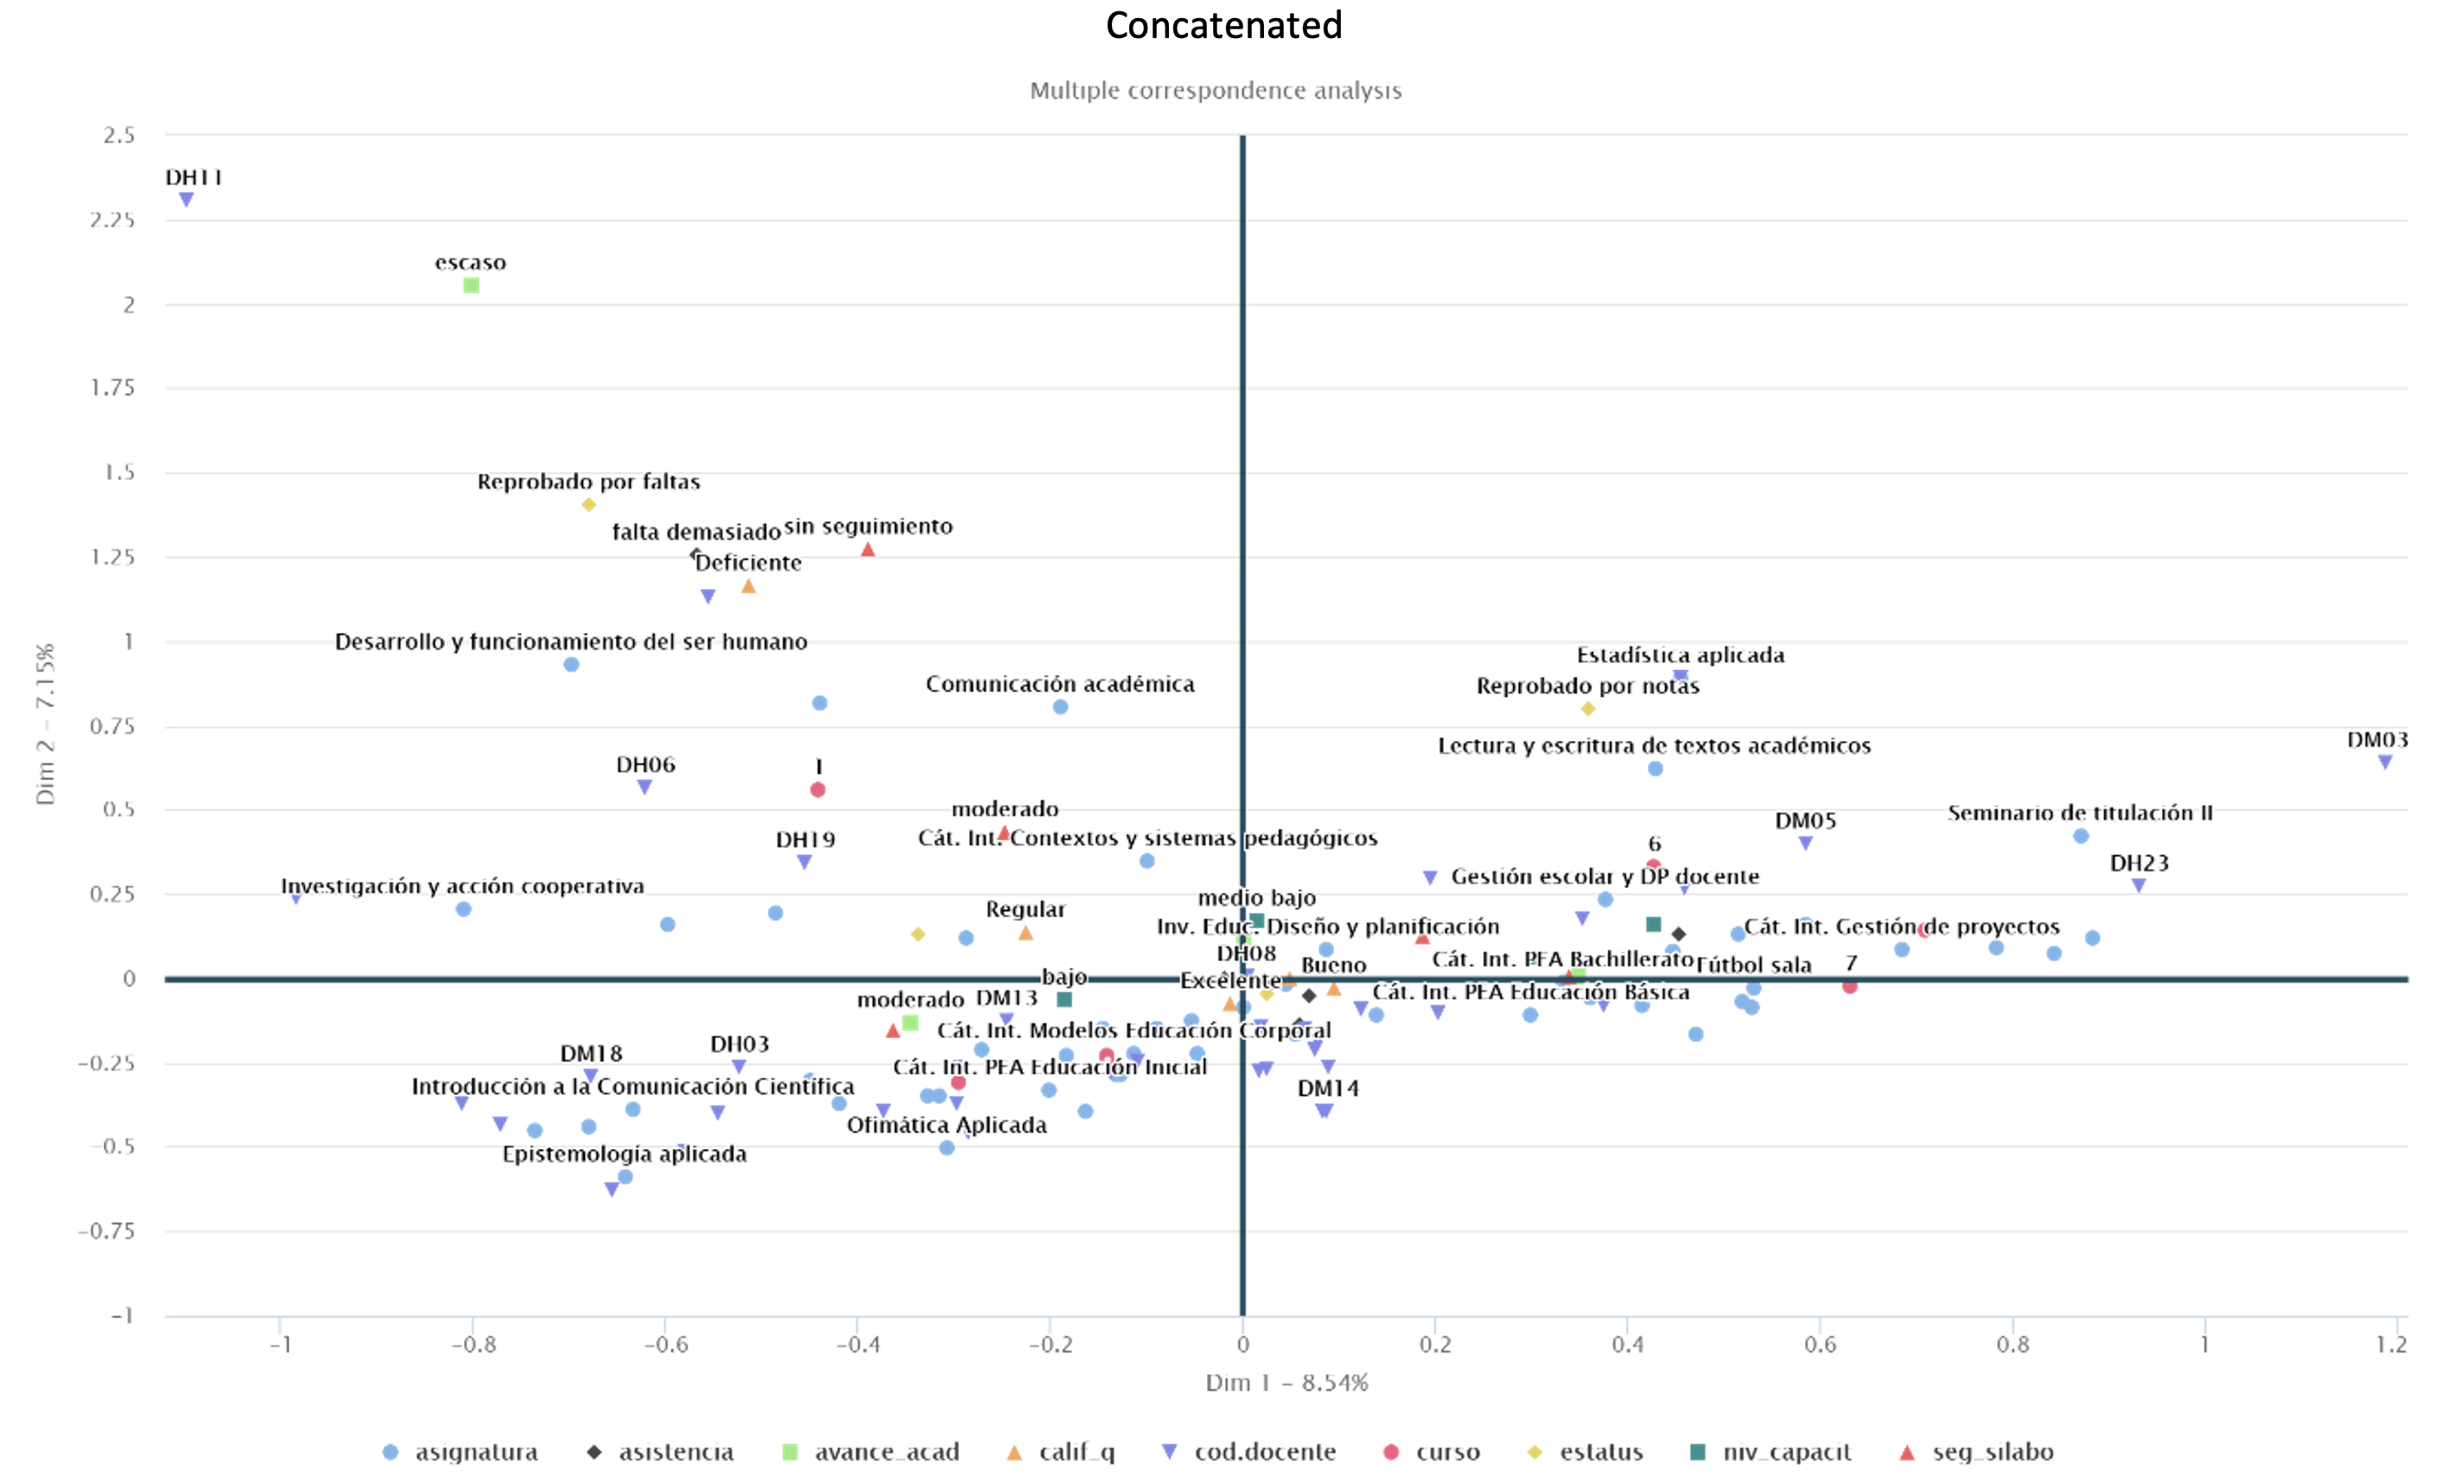 Concatenated
Multiple correspondence analysis
2.5
DH11
2.25
escaso
2
1.75
1.5
Reprobado por faltas
falta demasiado
sin seguimiento
1.25
Deficiente
Desarrollo y funcionamiento del ser humano
1
Estadística aplicada
Comunicación académica
Reprobado por notas
0.75
Lectura y escritura de textos académicos
DM03
DH06
1
0.5
moderado
Seminario de titulación II
DM05
Cát. Int. Contextos y sistemas pedagógicos
DH19
6
DH23
Gestión escolar y DP docente
Investigación y acción cooperativa
0.25
medio bajo
Regular
Inv. Educ. Diseño y planificación
Cát. Int. Gestión de proyectos
DH08
Bueno
Cát. Int. PEA Bachillerato
Fútbol sala
7
0
bajo
Excelente
Cát. Int. PEA Educación Básica
moderado
DM13
Cát. Int. Modelos Educación Corporal
DH03
DM18
-0.25
Cát. Int. PEA Educación Inicial
Introducción a la Comunicación Científica
DM14
Ofimática Aplicada
-0.5
Epistemología aplicada
-0.75
-1
Dim 2 - 7.15%
-1 -0.8 -0.6 -0.4 -0.2 0 0.2 0.4 0.6 0.8 1 1.2
Dim 1 - 8.54%
asignatura asistencia avance_acad calif_q cod.docente curso estatus niv_capacit seg_silabo